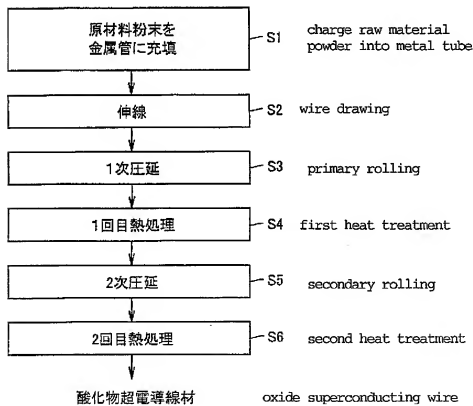 原材料粉末を
金属管に充填
S1
charge raw material
powder into metal tube
伸線
S2
wire drawing
1次圧延
S3
primary rolling
1回目熱処理
S4
first heat treatment
2次圧延
S5
secondary rolling
2回目熱処理
S6
second heat treatment
酸化物超電導線材
oxide superconducting wire